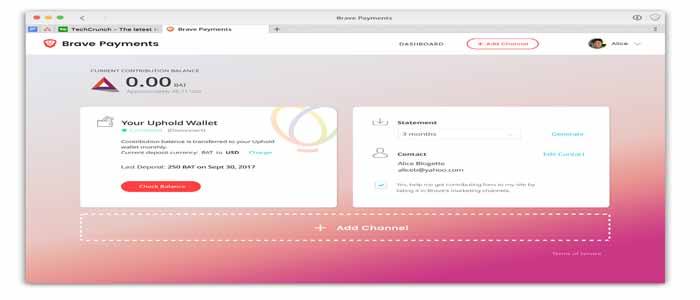 Brave Payments
TechCrunch – The latest
Brave Payments
Brave Payments
DASHBOARD
+ Add Channel
Alice
CURRENT CONTRIBUTION BALANCE
0.00 BAT
Approximately
Your Uphold Wallet
Connected (Disconnect)
Contribution balance is transferred to your Uphold
wallet monthly.
Current deposit currency: BAT to USD Change
Last Deposit: 250 BAT on Sept 30, 2017
Check Balance
Statement
3 months
Generate
Contact
Edit Contact
Alice Blogette
aliceb@yahoo.com
Yes, help me get contributing fans to my site by
listing it in Brave's marketing channels.
+ Add Channel
Terms of Service